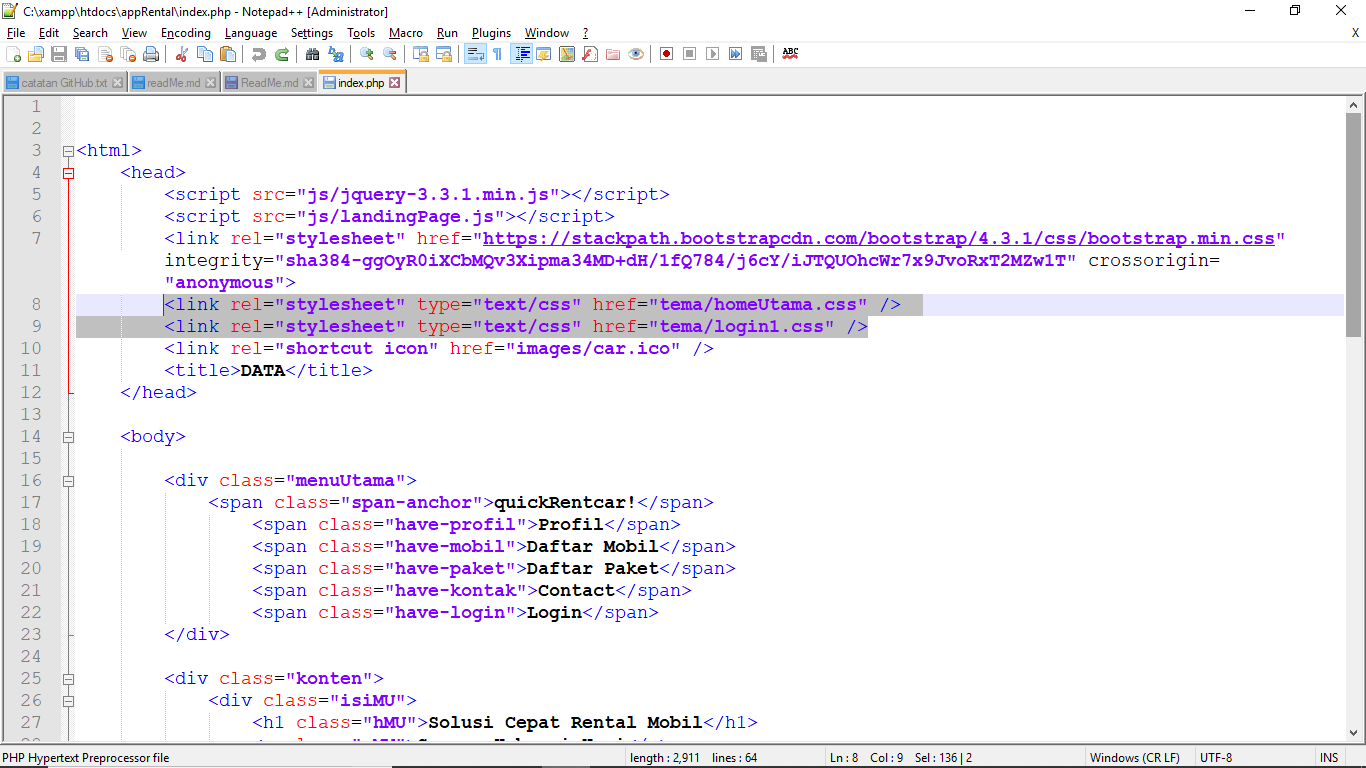 C:\xampp\htdocs\appRental\index.php - Notepad++ [Administrator]
File Edit Search View Encoding Language Settings Tools Macro Run Plugins Window ? X
ABC
catatan GitHub.txt readMe.md ReadMe.md index.php
1
2
3 <html>
4 <head>
5 <script src="js/jquery-3.3.1.min.js"></script>
6 <script src="js/landingPage.js"></script>
7 <link rel="stylesheet" href="https://stackpath.bootstrapcdn.com/bootstrap/4.3.1/css/bootstrap.min.css"
integrity="sha384-ggOyR0iXCbMQv3Xipma34MD+dH/1fQ784/j6cY/iJTQUOhcWr7x9JvoRxT2MZw1T" crossorigin=
"anonymous">
8 <link rel="stylesheet" type="text/css" href="tema/homeUtama.css" />
9 <link rel="stylesheet" type="text/css" href="tema/login1.css" />
10 <link rel="shortcut icon" href="images/car.ico" />
11 <title>DATA</title>
12 </head>
13
14 <body>
15
16 <div class="menuUtama">
17 <span class="span-anchor">quickRentcar!</span>
18 <span class="have-profil">Profil</span>
19 <span class="have-mobil">Daftar Mobil</span>
20 <span class="have-paket">Daftar Paket</span>
21 <span class="have-kontak">Contact</span>
22 <span class="have-login">Login</span>
23 </div>
24
25 <div class="konten">
26 <div class="isiMU">
27 <h1 class="hMU">Solusi Cepat Rental Mobil</h1>
PHP Hypertext Preprocessor file length : 2,911 lines : 64 Ln : 8 Col : 9 Sel : 136 | 2 Windows (CR LF) UTF-8 INS